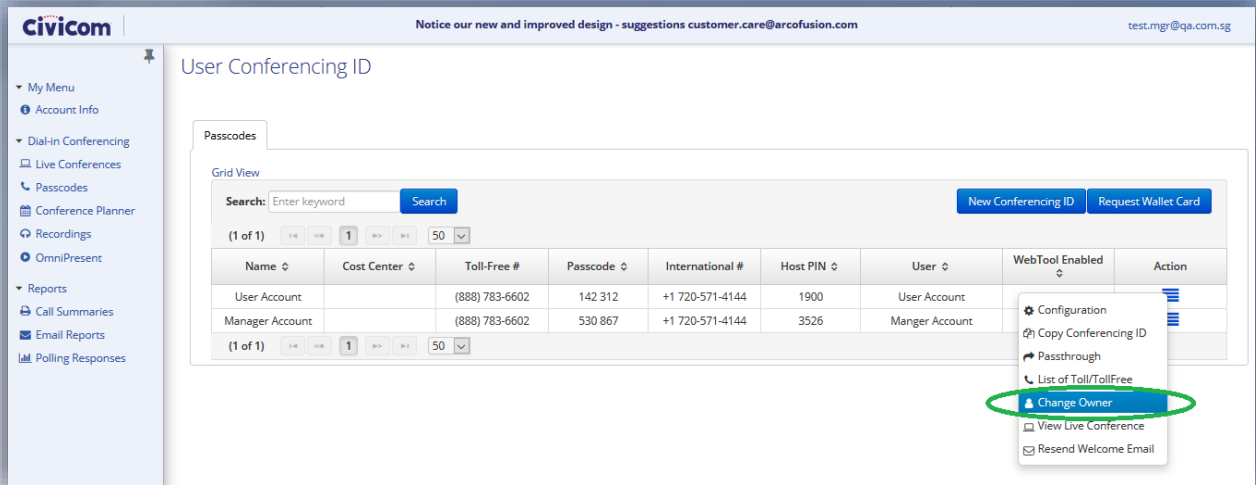 Civicom
Notice our new and improved design - suggestions customer.care@arcofusion.com
test.mgr@qa.com.sg
My Menu
Account Info
Dial-in Conferencing
Live Conferences
Passcodes
Conference Planner
Recordings
OmniPresent
Reports
Call Summaries
Email Reports
Polling Responses
User Conferencing ID
Passcodes
Grid View
Search: Enter keyword Search New Conferencing ID Request Wallet Card
(1 of 1) 1 50
Name Cost Center Toll-Free # Passcode International # Host PIN User WebTool Enabled Action
User Account (888) 783-6602 142 312 +1 720-571-4144 1900 User Account
Manager Account (888) 783-6602 530 867 +1 720-571-4144 3526 Manger Account
(1 of 1) 1 50
Configuration
Copy Conferencing ID
Passthrough
List of Toll/TollFree
Change Owner
View Live Conference
Resend Welcome Email